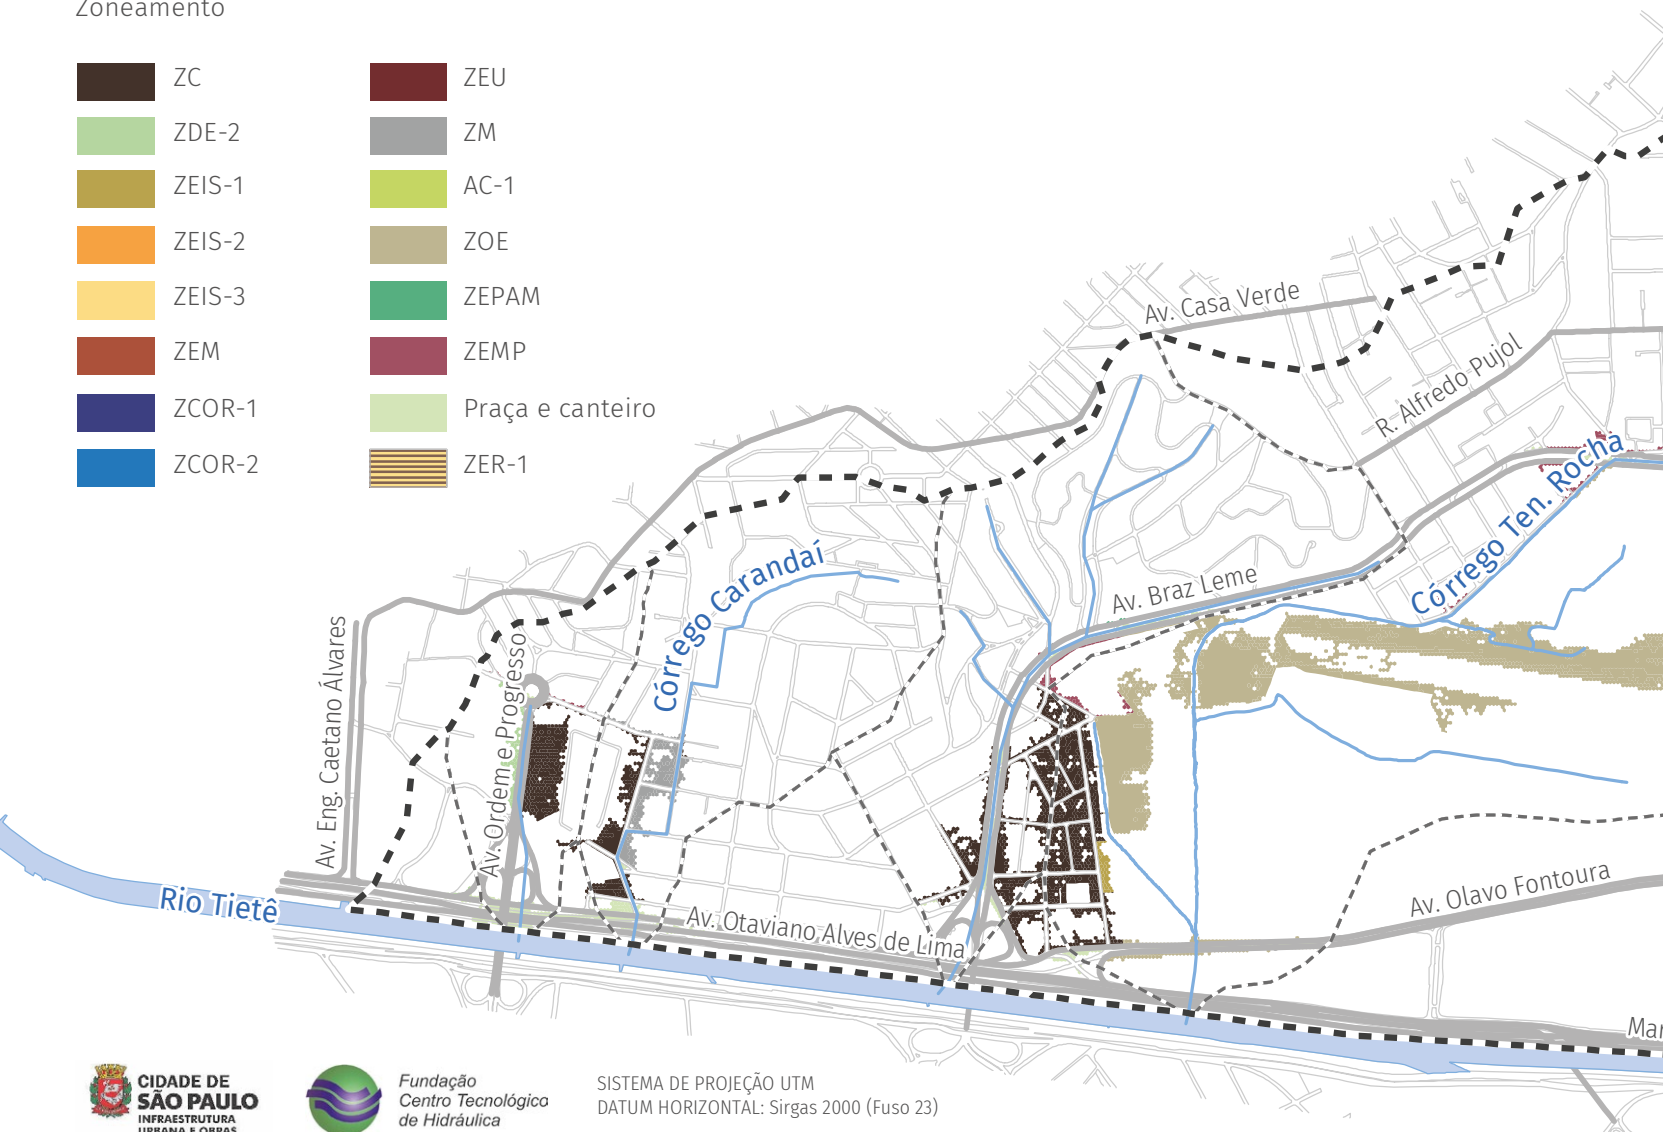 Zoneamento
ZC
ZDE-2
ZEIS-1
ZEIS-2
ZEIS-3
ZEM
ZCOR-1
ZCOR-2
ZEU
ZM
AC-1
ZOE
ZEPAM
ZEMP
Praça e canteiro
ZER-1
Av. Casa Verde
R. Alfredo Pujol
Córrego Ten. Rocha
Av. Braz Leme
Córrego Carandaí
Av. Eng. Caetano Álvares
Av. Ordem e Progresso
Rio Tietê
Av. Otaviano Alves de Lima
Av. Olavo Fontoura
Mar
CIDADE DE
SÃO PAULO
INFRAESTRUTURA
URBANA E OBRAS
Fundação
Centro Tecnológico
de Hidráulica
SISTEMA DE PROJEÇÃO UTM
DATUM HORIZONTAL: Sirgas 2000 (Fuso 23)